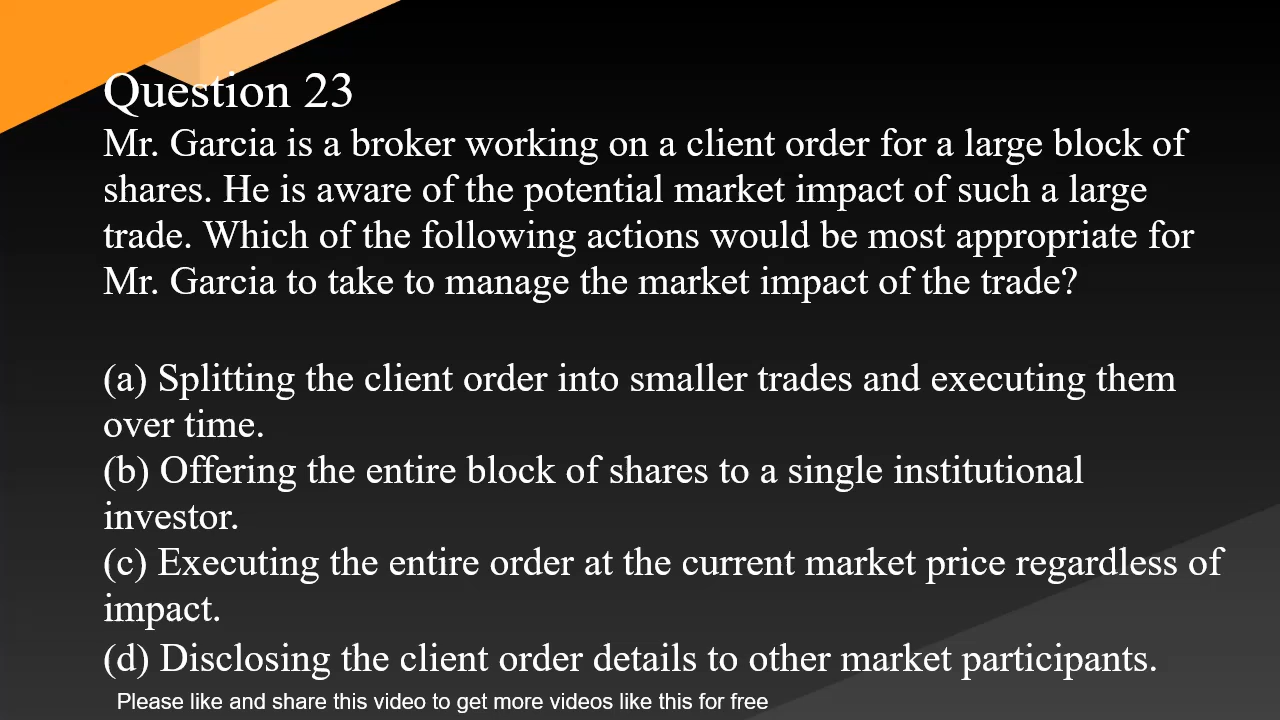 Question 23
Mr. Garcia is a broker working on a client order for a large block of
shares. He is aware of the potential market impact of such a large
trade. Which of the following actions would be most appropriate for
Mr. Garcia to take to manage the market impact of the trade?
(a) Splitting the client order into smaller trades and executing them
over time.
(b) Offering the entire block of shares to a single institutional
investor.
(c) Executing the entire order at the current market price regardless of
impact.
(d) Disclosing the client order details to other market participants.
Please like and share this video to get more videos like this for free